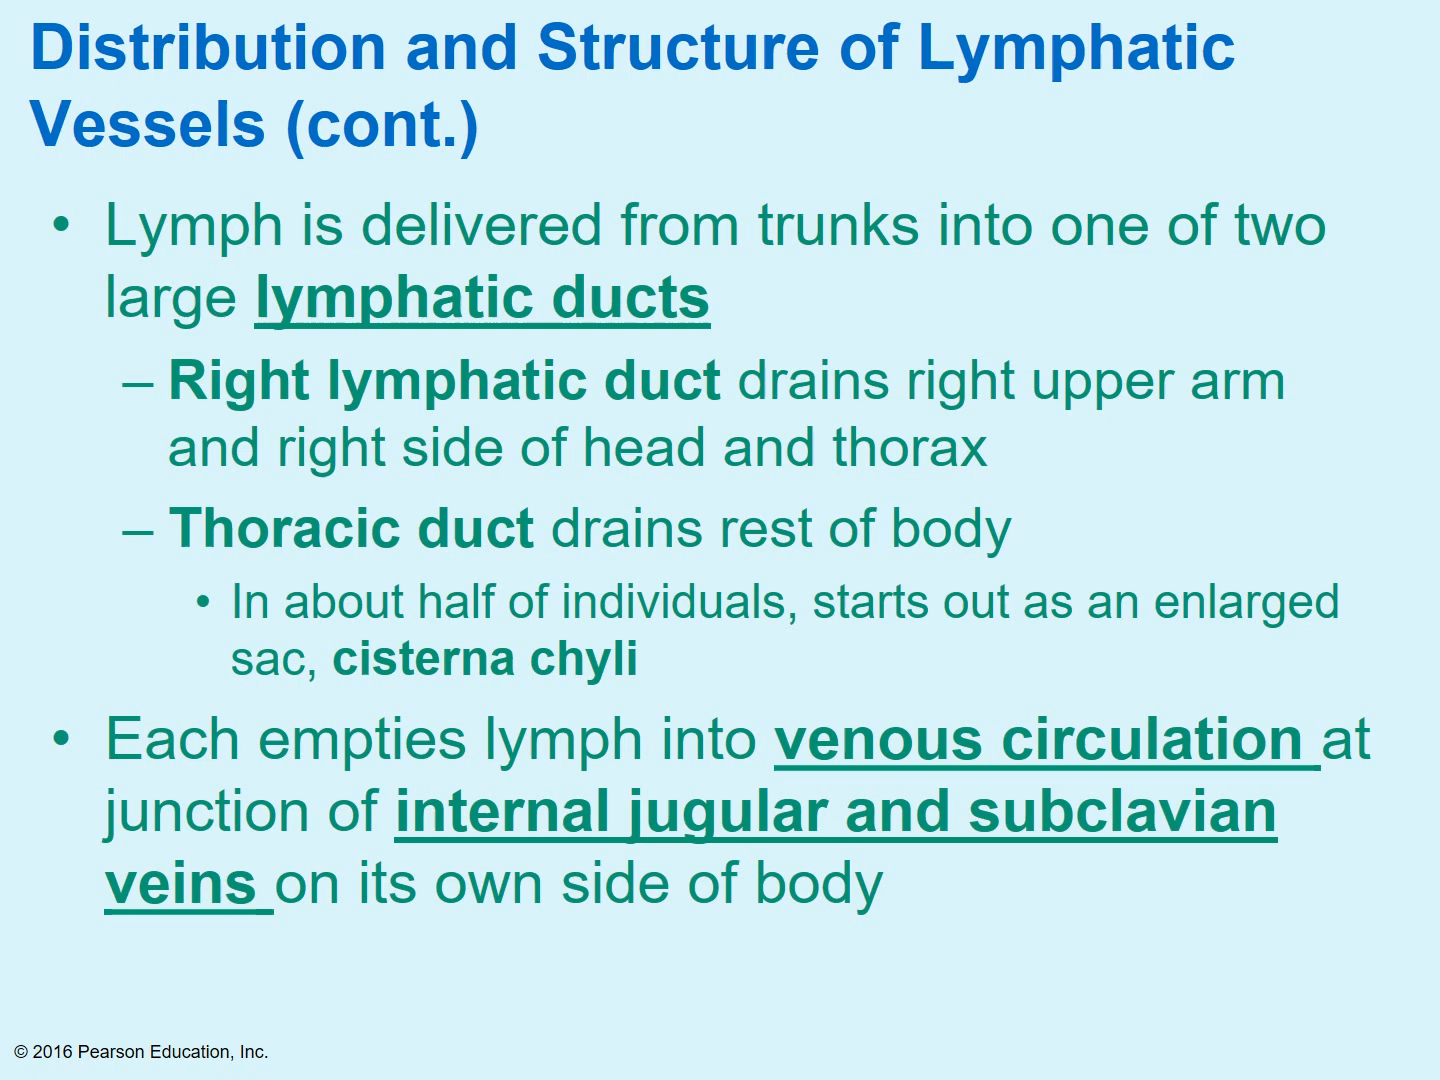 Distribution and Structure of Lymphatic
Vessels (cont.)
• Lymph is delivered from trunks into one of two
large lymphatic ducts
– Right lymphatic duct drains right upper arm
and right side of head and thorax
– Thoracic duct drains rest of body
• In about half of individuals, starts out as an enlarged
sac, cisterna chyli
• Each empties lymph into venous circulation at
junction of internal jugular and subclavian
veins on its own side of body
© 2016 Pearson Education, Inc.